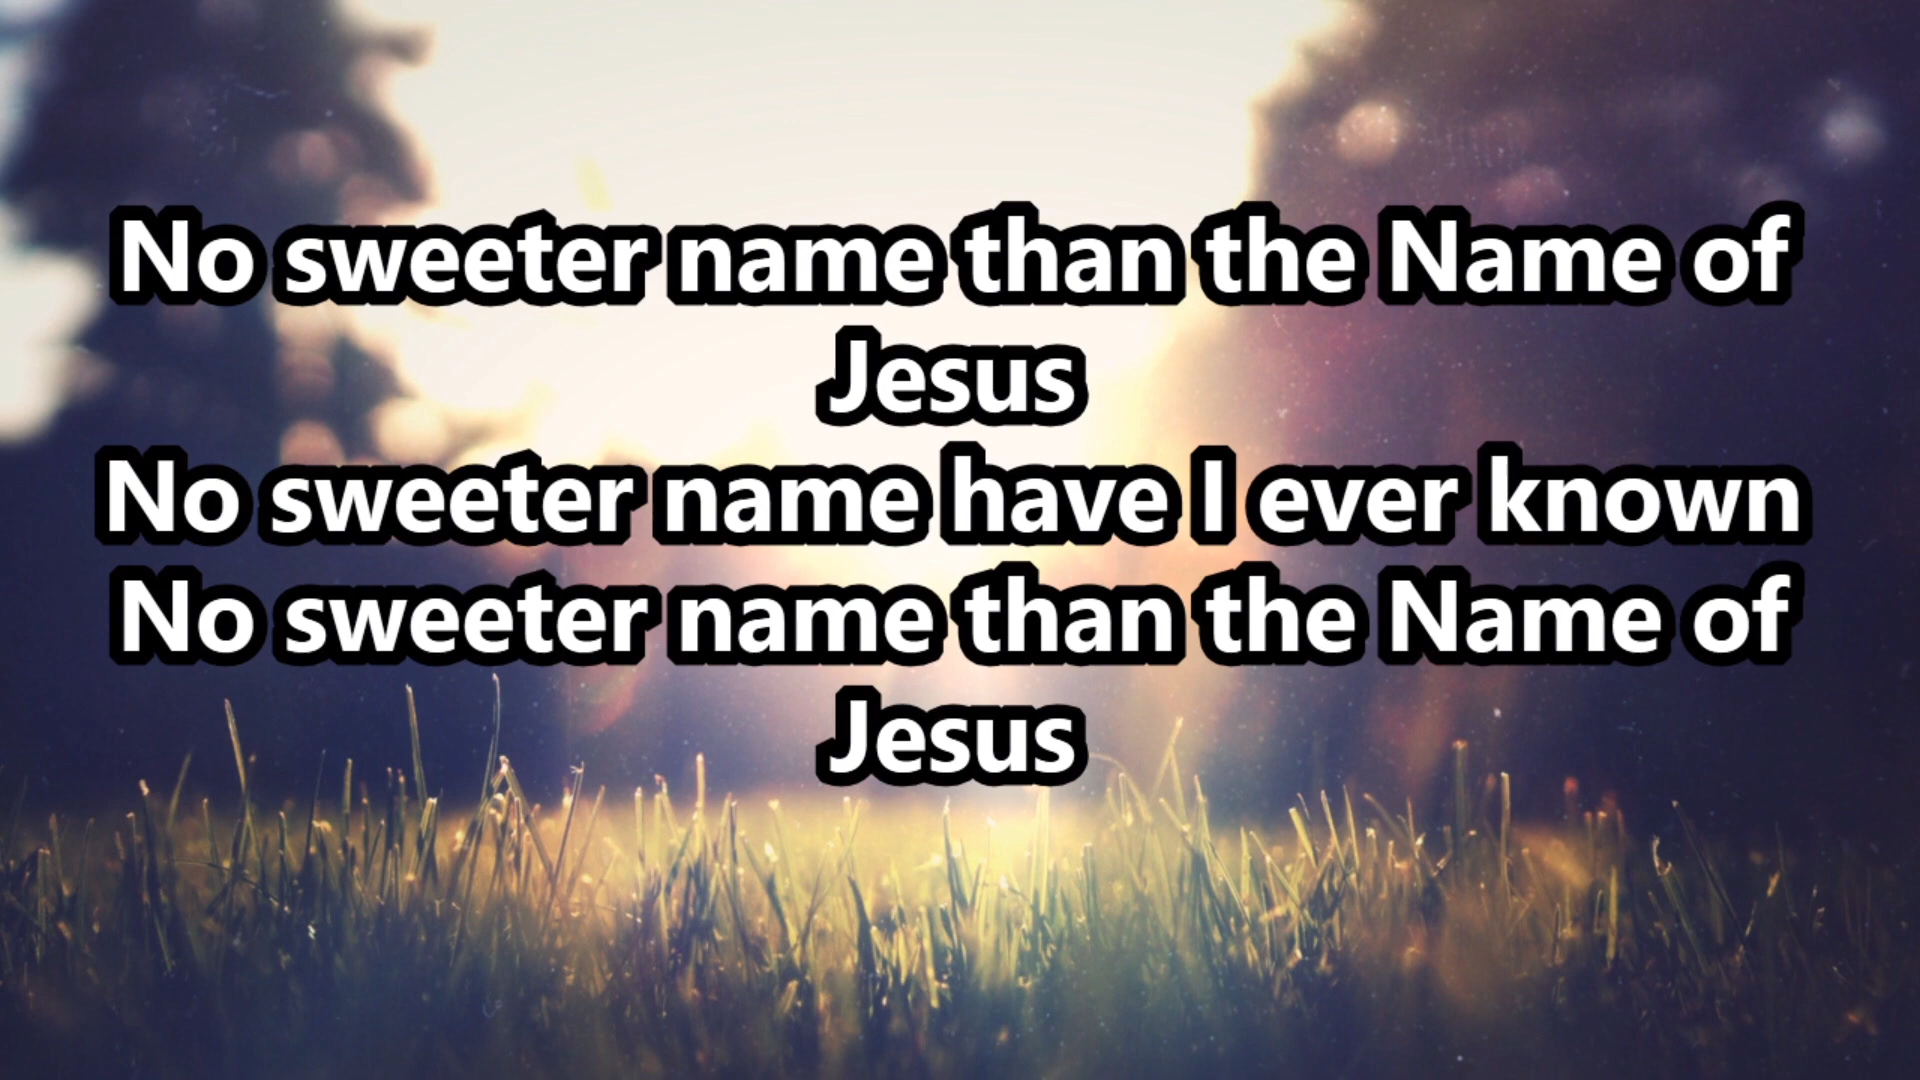 No sweeter name than the Name of
Jesus
No sweeter name have I ever known
No sweeter name than the Name of
Jesus